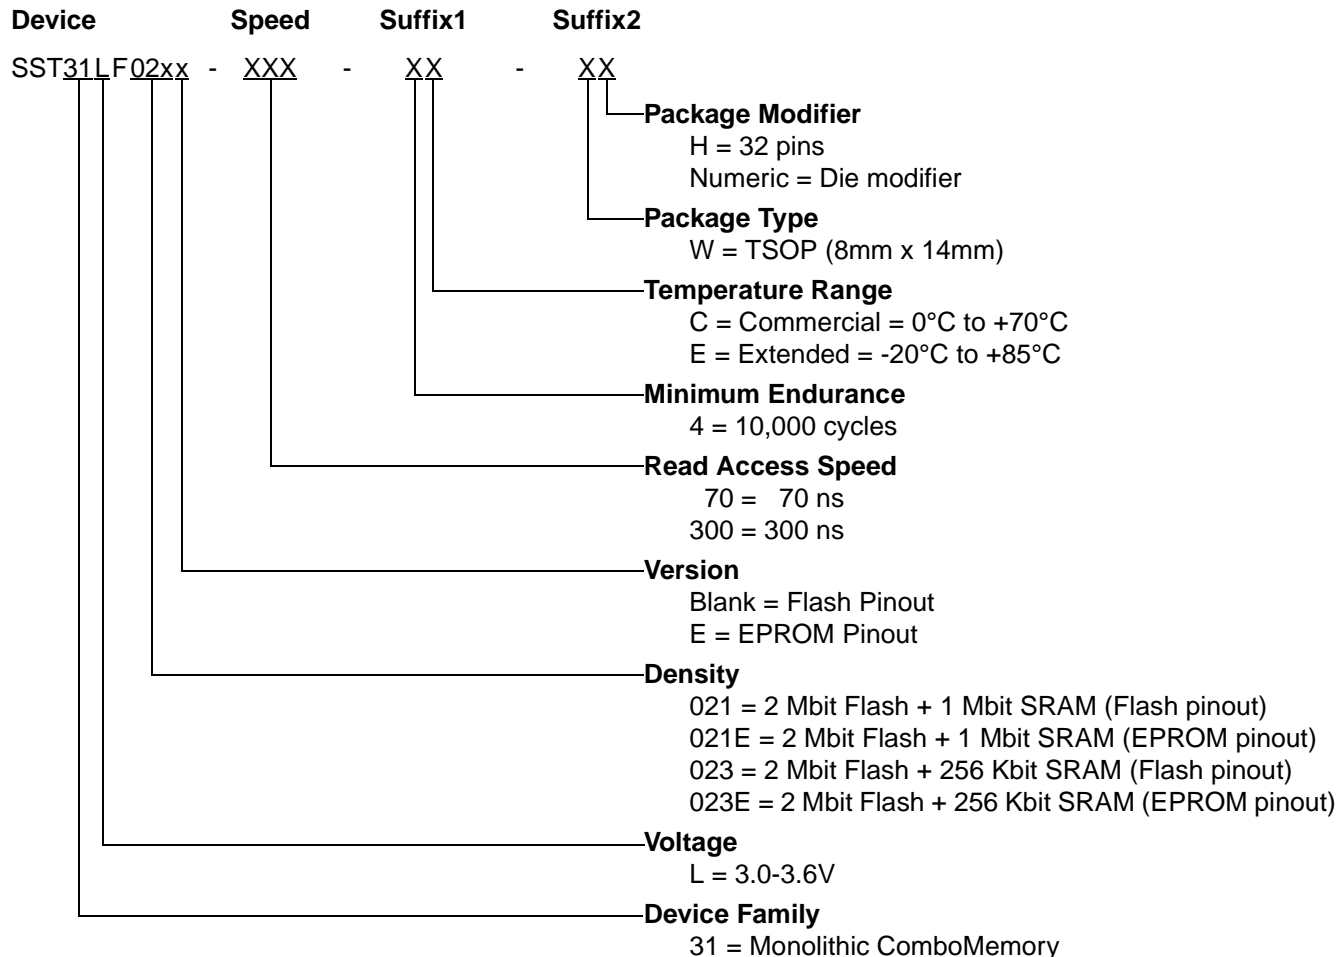 Device Speed Suffix1 Suffix2
SST31LF02xx - XXX - XX - XX
Package Modifier
H = 32 pins
Numeric = Die modifier
Package Type
W = TSOP (8mm x 14mm)
Temperature Range
C = Commercial = 0°C to +70°C
E = Extended = -20°C to +85°C
Minimum Endurance
4 = 10,000 cycles
Read Access Speed
70 = 70 ns
300 = 300 ns
Version
Blank = Flash Pinout
E = EPROM Pinout
Density
021 = 2 Mbit Flash + 1 Mbit SRAM (Flash pinout)
021E = 2 Mbit Flash + 1 Mbit SRAM (EPROM pinout)
023 = 2 Mbit Flash + 256 Kbit SRAM (Flash pinout)
023E = 2 Mbit Flash + 256 Kbit SRAM (EPROM pinout)
Voltage
L = 3.0-3.6V
Device Family
31 = Monolithic ComboMemory